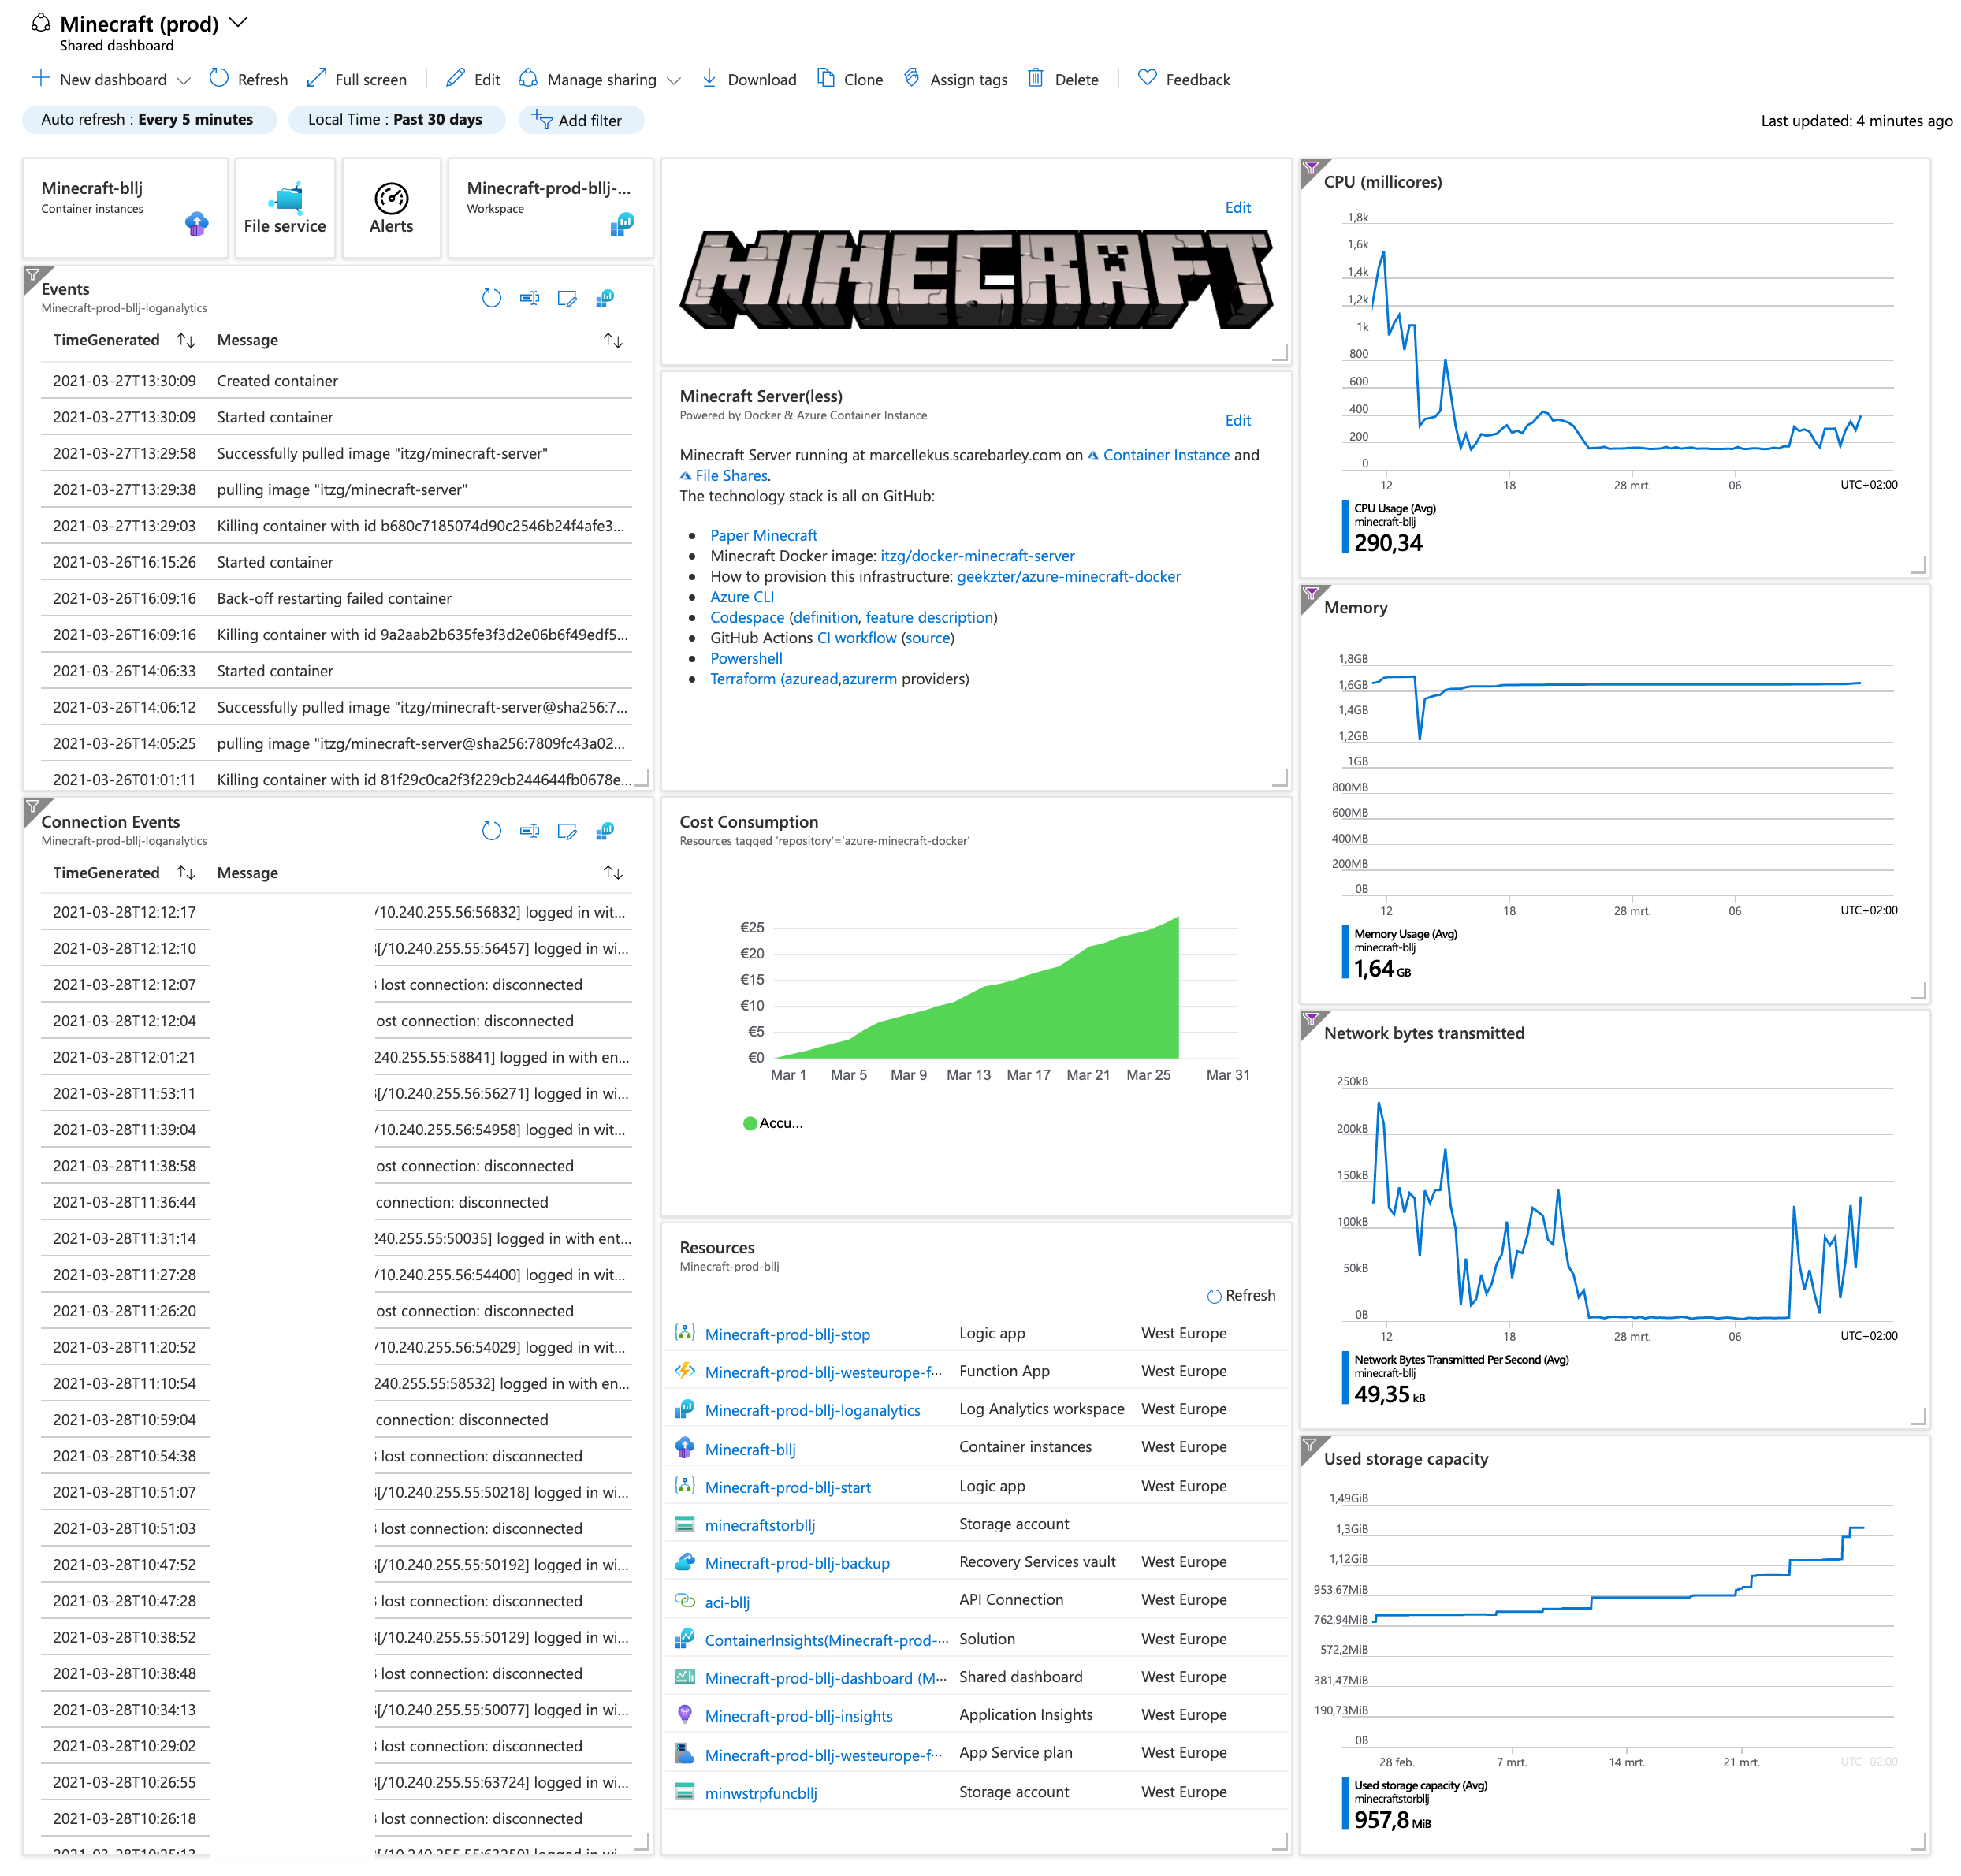 Minecraft (prod)
Shared dashboard
New dashboard Refresh Full screen Edit Manage sharing Download Clone Assign tags Delete Feedback
Auto refresh : Every 5 minutes Local Time : Past 30 days Add filter Last updated: 4 minutes ago
Minecraft-bllj
Container instances
File service
Alerts
Minecraft-prod-bllj-...
Workspace
Events
Minecraft-prod-bllj-loganalytics
TimeGenerated Message
2021-03-27T13:30:09 Created container
2021-03-27T13:30:09 Started container
2021-03-27T13:29:58 Successfully pulled image "itzg/minecraft-server"
2021-03-27T13:29:38 pulling image "itzg/minecraft-server"
2021-03-27T13:29:03 Killing container with id b680c7185074d90c2546b24f4afe3...
2021-03-26T16:15:26 Started container
2021-03-26T16:09:16 Back-off restarting failed container
2021-03-26T16:09:16 Killing container with id 9a2aab2b635fe3f3d2e06b6f49edf5...
2021-03-26T14:06:33 Started container
2021-03-26T14:06:12 Successfully pulled image "itzg/minecraft-server@sha256:7...
2021-03-26T14:05:25 pulling image "itzg/minecraft-server@sha256:7809fc43a02...
2021-03-26T01:01:11 Killing container with id 81f29c0ca2f3f229cb244644fb0678e...
Connection Events
Minecraft-prod-bllj-loganalytics
TimeGenerated Message
2021-03-28T12:12:17 /10.240.255.56:56832] logged in wit...
2021-03-28T12:12:10 [/10.240.255.55:56457] logged in wi...
2021-03-28T12:12:07 lost connection: disconnected
2021-03-28T12:12:04 ost connection: disconnected
2021-03-28T12:01:21 240.255.55:58841] logged in with en...
2021-03-28T11:53:11 [/10.240.255.56:56271] logged in wi...
2021-03-28T11:39:04 /10.240.255.56:54958] logged in wit...
2021-03-28T11:38:58 ost connection: disconnected
2021-03-28T11:36:44 connection: disconnected
2021-03-28T11:31:14 240.255.55:50035] logged in with ent...
2021-03-28T11:27:28 /10.240.255.56:54400] logged in wit...
2021-03-28T11:26:20 ost connection: disconnected
2021-03-28T11:20:52 /10.240.255.56:54029] logged in wit...
2021-03-28T11:10:54 240.255.55:58532] logged in with en...
2021-03-28T10:59:04 connection: disconnected
2021-03-28T10:54:38 lost connection: disconnected
2021-03-28T10:51:07 [/10.240.255.55:50218] logged in wi...
2021-03-28T10:51:03 lost connection: disconnected
2021-03-28T10:47:52 [/10.240.255.55:50192] logged in wi...
2021-03-28T10:47:28 lost connection: disconnected
2021-03-28T10:38:52 [/10.240.255.55:50129] logged in wi...
2021-03-28T10:38:48 lost connection: disconnected
2021-03-28T10:34:13 [/10.240.255.55:50077] logged in wi...
2021-03-28T10:29:02 lost connection: disconnected
2021-03-28T10:26:55 [/10.240.255.55:63724] logged in wi...
2021-03-28T10:26:18 lost connection: disconnected
Edit
MINECRAFT
Minecraft Server(less)
Powered by Docker & Azure Container Instance
Edit
Minecraft Server running at marcellekus.scarebarley.com on Container Instance and
File Shares.
The technology stack is all on GitHub:
• Paper Minecraft
• Minecraft Docker image: itzg/docker-minecraft-server
• How to provision this infrastructure: geekzter/azure-minecraft-docker
• Azure CLI
• Codespace (definition, feature description)
• GitHub Actions CI workflow (source)
• Powershell
• Terraform (azuread,azurerm providers)
Cost Consumption
Resources tagged 'repository'='azure-minecraft-docker'
€25
€20
€15
€10
€5
€0
Mar 1 Mar 5 Mar 9 Mar 13 Mar 17 Mar 21 Mar 25 Mar 31
Accu...
Resources
Minecraft-prod-bllj
Refresh
Minecraft-prod-bllj-stop Logic app West Europe
Minecraft-prod-bllj-westeurope-f... Function App West Europe
Minecraft-prod-bllj-loganalytics Log Analytics workspace West Europe
Minecraft-bllj Container instances West Europe
Minecraft-prod-bllj-start Logic app West Europe
minecraftstorbllj Storage account
Minecraft-prod-bllj-backup Recovery Services vault West Europe
aci-bllj API Connection West Europe
ContainerInsights(Minecraft-prod-... Solution West Europe
Minecraft-prod-bllj-dashboard (M... Shared dashboard West Europe
Minecraft-prod-bllj-insights Application Insights West Europe
Minecraft-prod-bllj-westeurope-f... App Service plan West Europe
minwstrpfuncbllj Storage account West Europe
CPU (millicores)
1,8k
1,6k
1,4k
1,2k
1k
800
600
400
200
0
12 18 28 mrt. 06 UTC+02:00
CPU Usage (Avg)
minecraft-bllj
290,34
Memory
1,8GB
1,6GB
1,4GB
1,2GB
1GB
800MB
600MB
400MB
200MB
0B
12 18 28 mrt. 06 UTC+02:00
Memory Usage (Avg)
minecraft-bllj
1,64 GB
Network bytes transmitted
250kB
200kB
150kB
100kB
50kB
0B
12 18 28 mrt. 06 UTC+02:00
Network Bytes Transmitted Per Second (Avg)
minecraft-bllj
49,35 kB
Used storage capacity
1,49GiB
1,3GiB
1,12GiB
953,67MiB
762,94MiB
572,2MiB
381,47MiB
190,73MiB
0B
28 feb. 7 mrt. 14 mrt. 21 mrt. UTC+02:00
Used storage capacity (Avg)
minecraftstorbllj
957,8 MiB